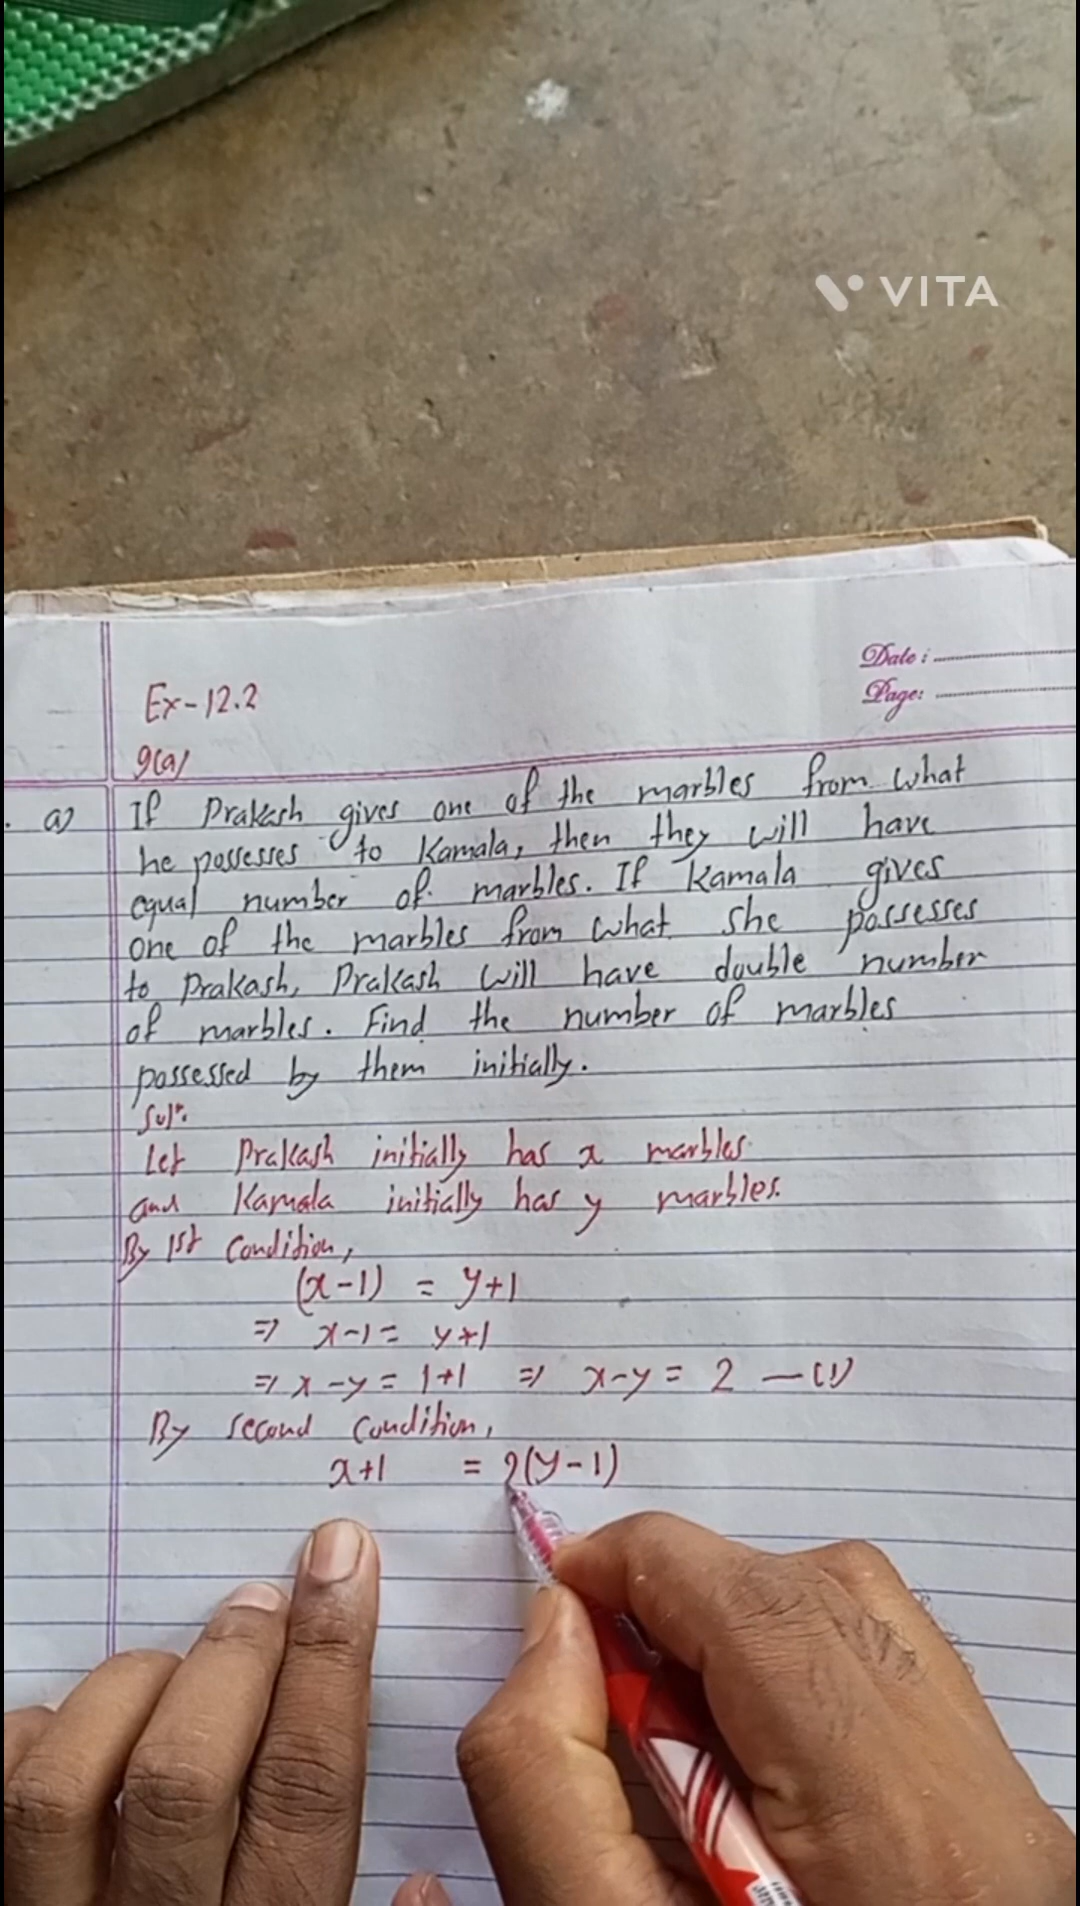 VITA
Date :
Page:
Ex-12.2
9(a)
a) If Prakash gives one of the marbles from what
he possesses to Kamala, then they will have
equal number of marbles. If Kamala gives
one of the marbles from what she possesses
to Prakash, Prakash will have double number
of marbles. Find the number of marbles
possessed by them initially.
Solⁿ.
Let Prakash initially has x marbles
and Kamala initially has y marbles.
By 1st Condition,
(x-1) = y+1
⇒ x-1 = y+1
⇒ x-y = 1+1 ⇒ x-y = 2 —(1)
By second Condition,
x+1 = 2(y-1)